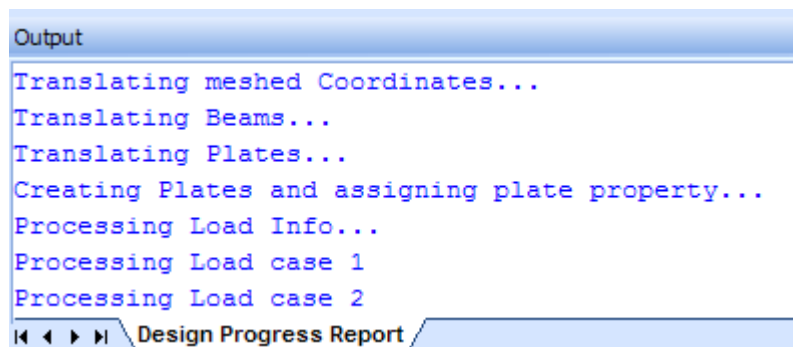 Output
Translating meshed Coordinates...
Translating Beams...
Translating Plates...
Creating Plates and assigning plate property...
Processing Load Info...
Processing Load case 1
Processing Load case 2
Design Progress Report